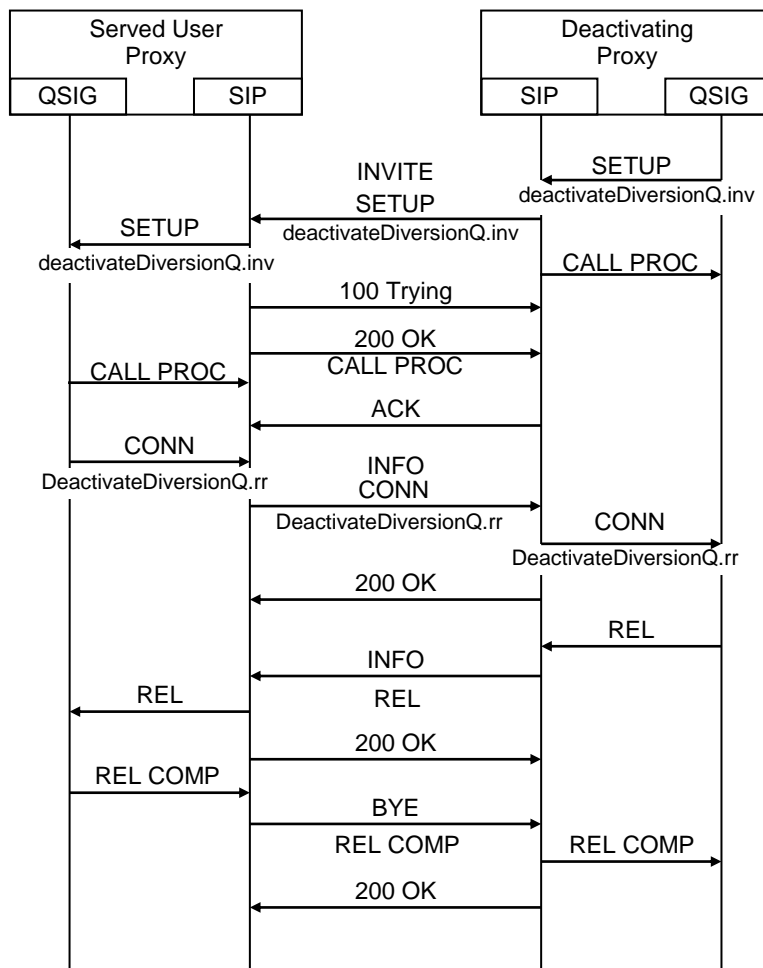 Served User
Proxy
Deactivating
Proxy
QSIG
SIP
SIP
QSIG
SETUP
deactivateDiversionQ.inv
INVITE
SETUP
deactivateDiversionQ.inv
SETUP
deactivateDiversionQ.inv
CALL PROC
100 Trying
200 OK
CALL PROC
CALL PROC
ACK
CONN
DeactivateDiversionQ.rr
INFO
CONN
DeactivateDiversionQ.rr
CONN
DeactivateDiversionQ.rr
200 OK
REL
INFO
REL
REL
200 OK
REL COMP
BYE
REL COMP
REL COMP
200 OK